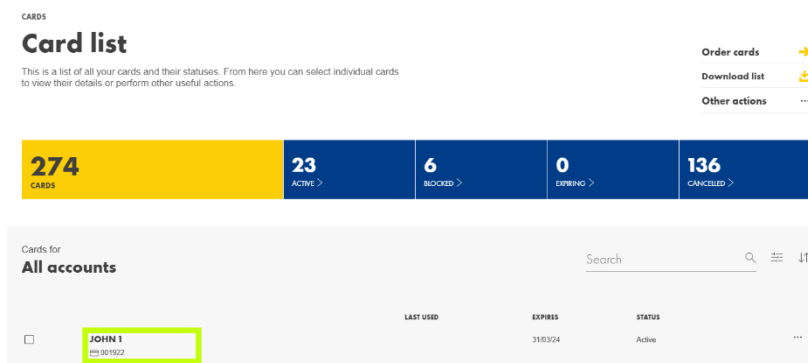 CARDS
Card list
This is a list of all your cards and their statuses. From here you can select individual cards
to view their details or perform other useful actions.
Order cards
Download list
Other actions
274
CARDS
23
ACTIVE
6
BLOCKED
0
EXPIRING
136
CANCELLED
Cards for
All accounts
Search
LAST USED EXPIRES STATUS
JOHN 1 31/03/24 Active
001922